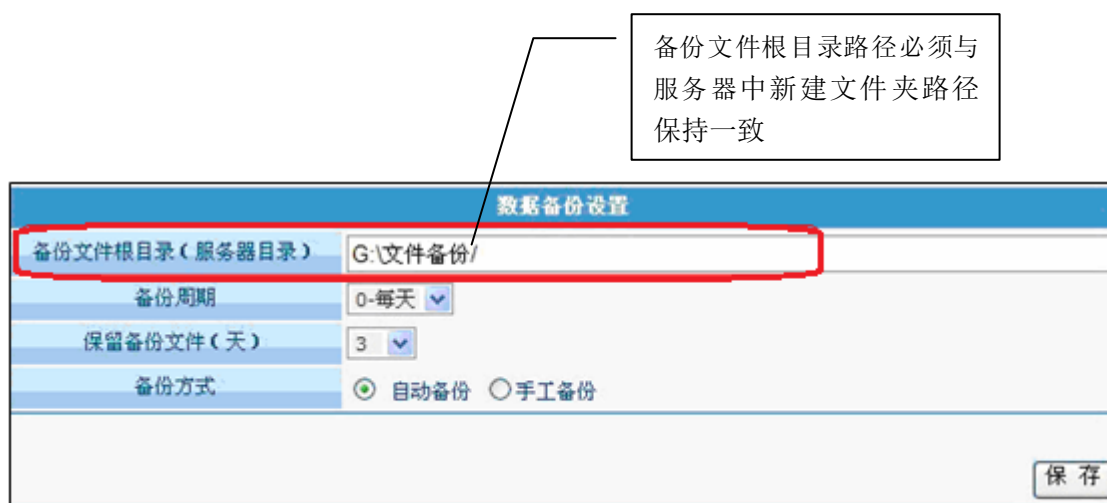 备份文件根目录路径必须与
服务器中新建文件夹路径
保持一致
数据备份设置
备份文件根目录（服务器目录） G:\文件备份/
备份周期 0-每天
保留备份文件（天） 3
备份方式 自动备份 手工备份
保 存